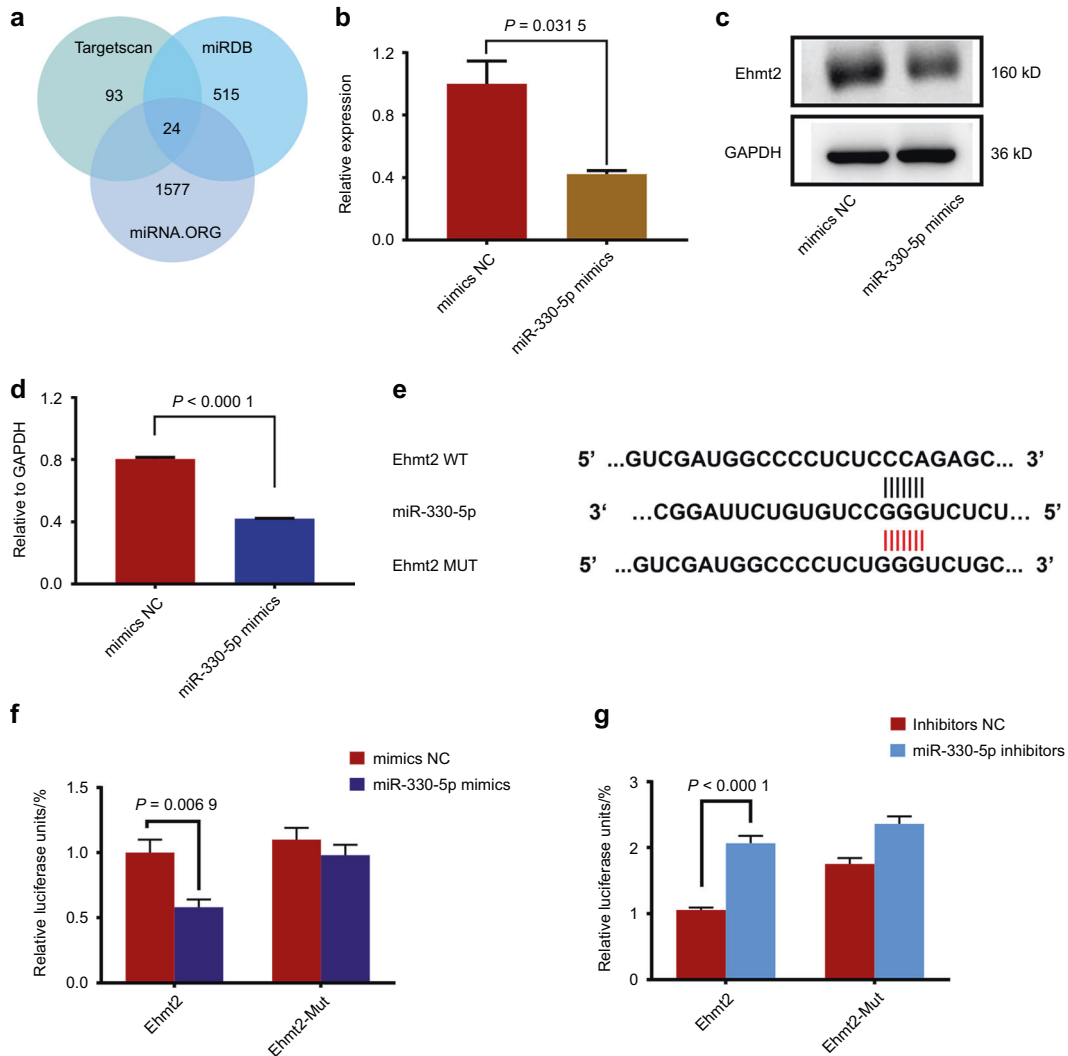 a
Targetscan
miRDB
93
515
24
1577
miRNA.ORG
b
P = 0.031 5
Relative expression
1.2
0.8
0.4
0.0
mimics NC
miR-330-5p mimics
c
Ehmt2
160 kD
GAPDH
36 kD
mimics NC
miR-330-5p mimics
d
P < 0.000 1
Relative to GAPDH
1.2
0.8
0.4
0.0
mimics NC
miR-330-5p mimics
e
Ehmt2 WT 5’ ...GUCGAUGGCCCCUCUCCCAGAGC... 3’
miR-330-5p 3‘ ...CGGAUUCUGUGUCCGGGUCUCU... 5’
Ehmt2 MUT 5’ ...GUCGAUGGCCCCUCUGGGUCUGC... 3’
f
mimics NC
miR-330-5p mimics
P = 0.006 9
Relative luciferase units/%
1.5
1.0
0.5
0.0
Ehmt2
Ehmt2-Mut
g
Inhibitors NC
miR-330-5p inhibitors
P < 0.000 1
Relative luciferase units/%
3
2
1
0
Ehmt2
Ehmt2-Mut